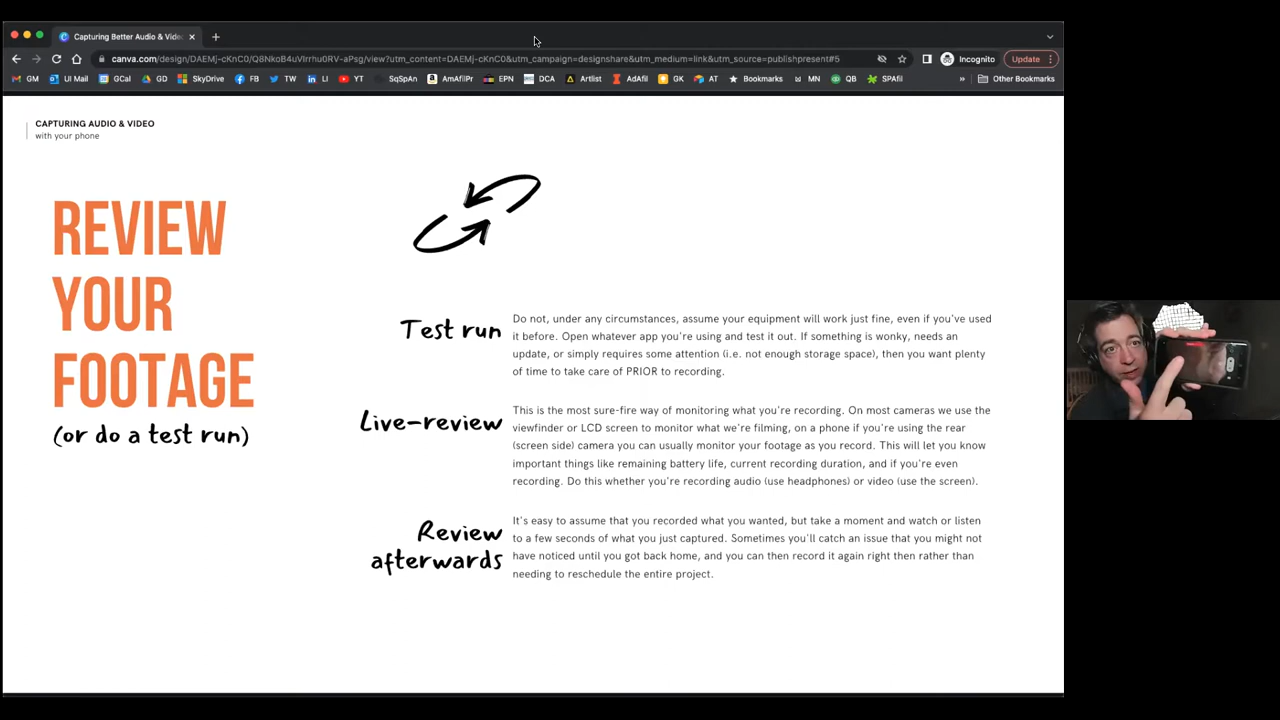 Capturing Better Audio & Vide
canva.com/design/DAEMj-cKnC0/Q8NkoB4uVIrrhu0RV-aPsg/view?utm_content=DAEMj-cKnC0&utm_campaign=designshare&utm_medium=link&utm_source=publishpresent#5
Incognito
Update
GM UI Mail GCal GD SkyDrive FB TW LI YT SqSpAn AmAfilPr EPN DCA Artlist AdAfil GK AT Bookmarks MN QB SPAfil » Other Bookmarks
CAPTURING AUDIO & VIDEO
with your phone
REVIEW
YOUR
FOOTAGE
(or do a test run)
Test run
Do not, under any circumstances, assume your equipment will work just fine, even if you've used
it before. Open whatever app you're using and test it out. If something is wonky, needs an
update, or simply requires some attention (i.e. not enough storage space), then you want plenty
of time to take care of PRIOR to recording.
Live-review
This is the most sure-fire way of monitoring what you're recording. On most cameras we use the
viewfinder or LCD screen to monitor what we're filming, on a phone if you're using the rear
(screen side) camera you can usually monitor your footage as you record. This will let you know
important things like remaining battery life, current recording duration, and if you're even
recording. Do this whether you're recording audio (use headphones) or video (use the screen).
Review
afterwards
It's easy to assume that you recorded what you wanted, but take a moment and watch or listen
to a few seconds of what you just captured. Sometimes you'll catch an issue that you might not
have noticed until you got back home, and you can then record it again right then rather than
needing to reschedule the entire project.